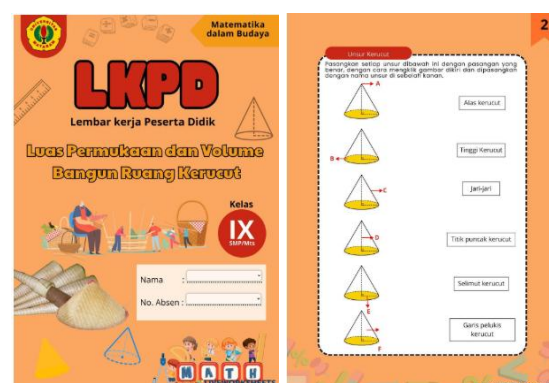 Matematika
dalam Budaya
LKPD
Lembar kerja Peserta Didik
Luas Permukaan dan Volume
Bangun Ruang Kerucut
Kelas
IX
SMP/Mts
Nama :
No. Absen :
MATH
2
Unsur Kerucut
Pasangkan setiap unsur dibawah ini dengan pasangan yang
benar, dengan cara mengklik gambar dikiri dan dipasangkan
dengan nama unsur di sebelah kanan.
A
Alas kerucut
B
Tinggi Kerucut
C
Jari-jari
D
Titik puncak kerucut
E
Selimut kerucut
F
Garis pelukis
kerucut